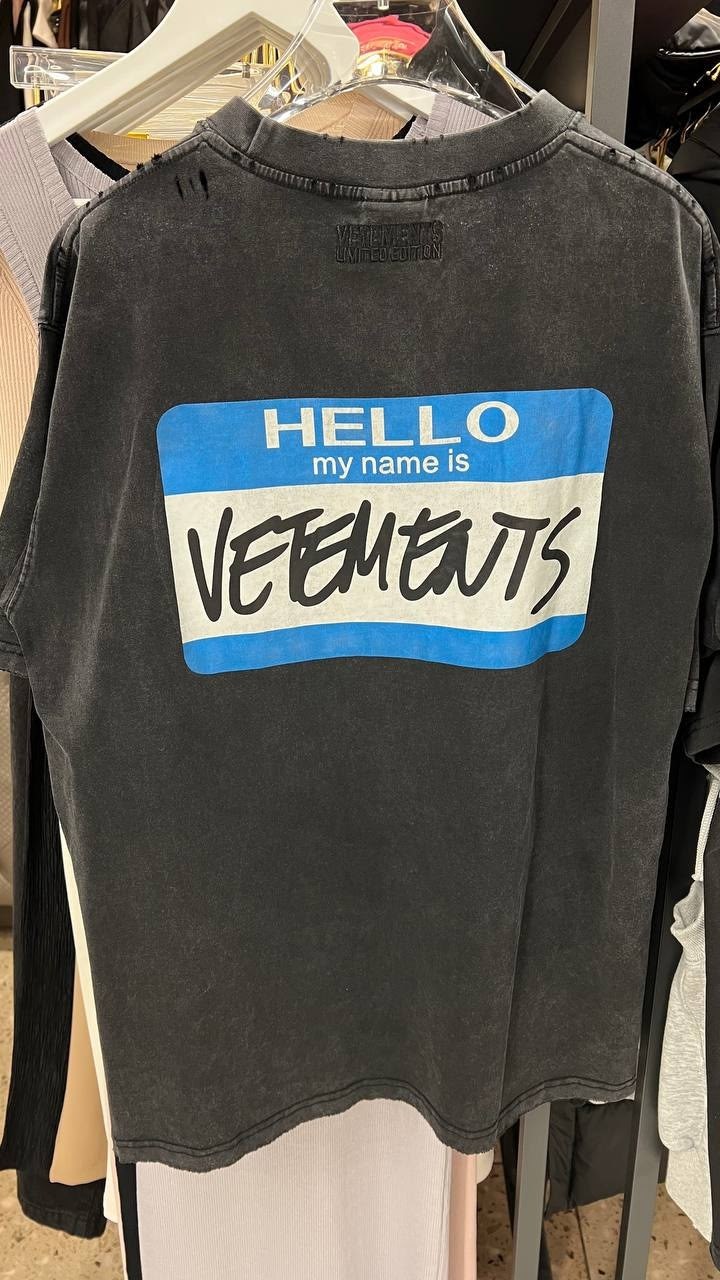 VETEMENTS
LIMITED EDITION
HELLO
my name is
VETEMENTS